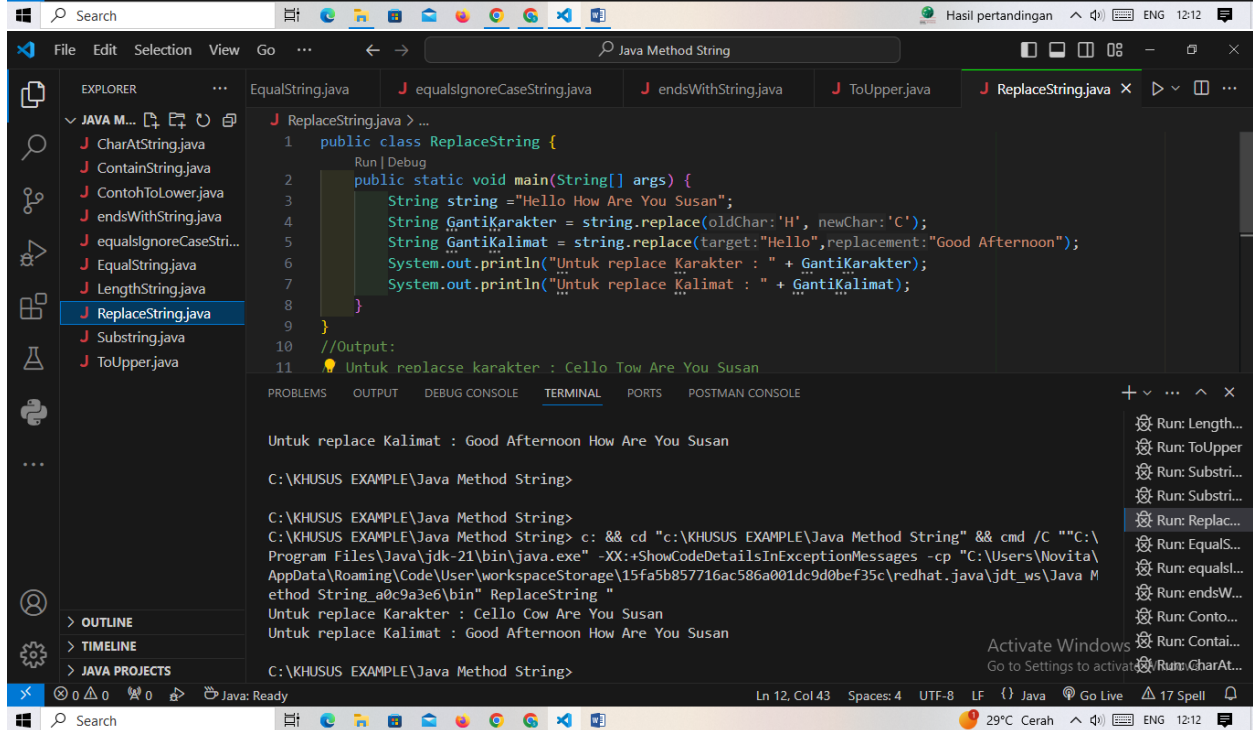 Search
Hasil pertandingan ENG 12:12
File Edit Selection View Go ··· Java Method String
EXPLORER ···
JAVA M...
CharAtString.java
ContainString.java
ContohToLower.java
endsWithString.java
equalsIgnoreCaseStri...
EqualString.java
LengthString.java
ReplaceString.java
Substring.java
ToUpper.java
OUTLINE
TIMELINE
JAVA PROJECTS
EqualString.java J equalsIgnoreCaseString.java J endsWithString.java J ToUpper.java J ReplaceString.java
J ReplaceString.java > ...
1 public class ReplaceString {
Run | Debug
2 public static void main(String[] args) {
3 String string ="Hello How Are You Susan";
4 String GantiKarakter = string.replace(oldChar:'H', newChar:'C');
5 String GantiKalimat = string.replace(target:"Hello",replacement:"Good Afternoon");
6 System.out.println("Untuk replace Karakter : " + GantiKarakter);
7 System.out.println("Untuk replace Kalimat : " + GantiKalimat);
8 }
9 }
10 //Output:
11 Untuk replacse karakter : Cello Tow Are You Susan
PROBLEMS OUTPUT DEBUG CONSOLE TERMINAL PORTS POSTMAN CONSOLE
Untuk replace Kalimat : Good Afternoon How Are You Susan
C:\KHUSUS EXAMPLE\Java Method String>
C:\KHUSUS EXAMPLE\Java Method String>
C:\KHUSUS EXAMPLE\Java Method String> c: && cd "c:\KHUSUS EXAMPLE\Java Method String" && cmd /C ""C:\
Program Files\Java\jdk-21\bin\java.exe" -XX:+ShowCodeDetailsInExceptionMessages -cp "C:\Users\Novita\
AppData\Roaming\Code\User\workspaceStorage\15fa5b857716ac586a001dc9d0bef35c\redhat.java\jdt_ws\Java M
ethod String_a0c9a3e6\bin" ReplaceString "
Untuk replace Karakter : Cello Cow Are You Susan
Untuk replace Kalimat : Good Afternoon How Are You Susan
C:\KHUSUS EXAMPLE\Java Method String>
Run: Length...
Run: ToUpper
Run: Substri...
Run: Substri...
Run: Replac...
Run: EqualS...
Run: equalsI...
Run: endsW...
Run: Conto...
Run: Contai...
Run: CharAt...
Activate Windows
Go to Settings to activate Windows.
0 0 0 Java: Ready Ln 12, Col 43 Spaces: 4 UTF-8 LF {} Java Go Live 17 Spell
Search
29°C Cerah ENG 12:12